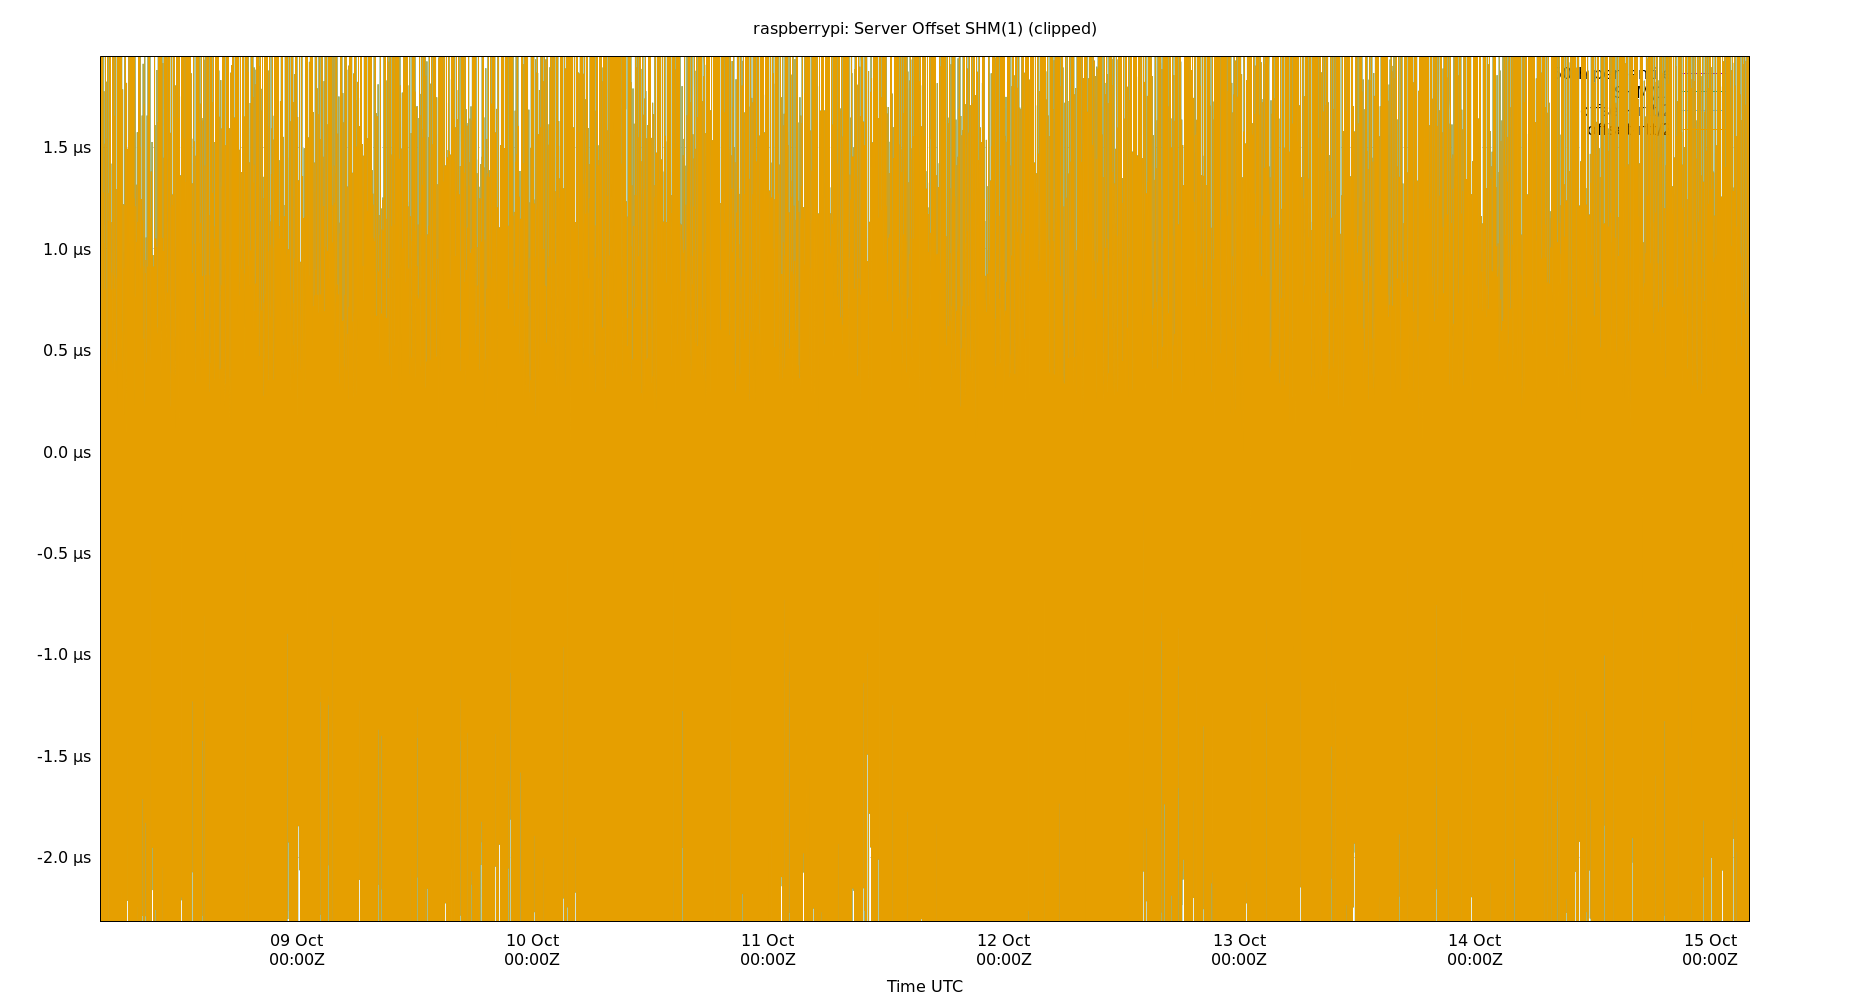 raspberrypi: Server Offset SHM(1) (clipped)
1.5 µs
1.0 µs
0.5 µs
0.0 µs
-0.5 µs
-1.0 µs
-1.5 µs
-2.0 µs
09 Oct 10 Oct 11 Oct 12 Oct 13 Oct 14 Oct 15 Oct
00:00Z 00:00Z 00:00Z 00:00Z 00:00Z 00:00Z 00:00Z
Time UTC